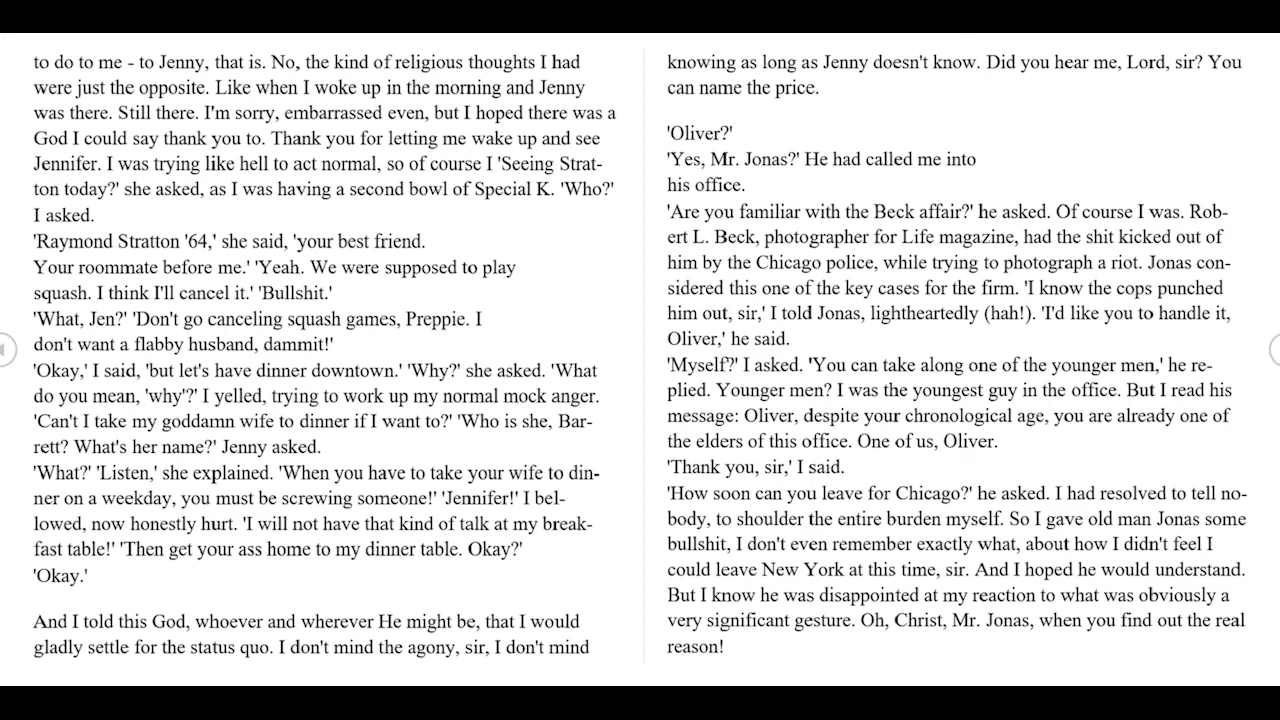 to do to me - to Jenny, that is. No, the kind of religious thoughts I had
were just the opposite. Like when I woke up in the morning and Jenny
was there. Still there. I'm sorry, embarrassed even, but I hoped there was a
God I could say thank you to. Thank you for letting me wake up and see
Jennifer. I was trying like hell to act normal, so of course I 'Seeing Strat-
ton today?' she asked, as I was having a second bowl of Special K. 'Who?'
I asked.
'Raymond Stratton '64,' she said, 'your best friend.
Your roommate before me.' 'Yeah. We were supposed to play
squash. I think I'll cancel it.' 'Bullshit.'
'What, Jen?' 'Don't go canceling squash games, Preppie. I
don't want a flabby husband, dammit!'
'Okay,' I said, 'but let's have dinner downtown.' 'Why?' she asked. 'What
do you mean, 'why'?' I yelled, trying to work up my normal mock anger.
'Can't I take my goddamn wife to dinner if I want to?' 'Who is she, Bar-
rett? What's her name?' Jenny asked.
'What?' 'Listen,' she explained. 'When you have to take your wife to din-
ner on a weekday, you must be screwing someone!' 'Jennifer!' I bel-
lowed, now honestly hurt. 'I will not have that kind of talk at my break-
fast table!' 'Then get your ass home to my dinner table. Okay?'
'Okay.'
And I told this God, whoever and wherever He might be, that I would
gladly settle for the status quo. I don't mind the agony, sir, I don't mind
knowing as long as Jenny doesn't know. Did you hear me, Lord, sir? You
can name the price.
'Oliver?'
'Yes, Mr. Jonas?' He had called me into
his office.
'Are you familiar with the Beck affair?' he asked. Of course I was. Rob-
ert L. Beck, photographer for Life magazine, had the shit kicked out of
him by the Chicago police, while trying to photograph a riot. Jonas con-
sidered this one of the key cases for the firm. 'I know the cops punched
him out, sir,' I told Jonas, lightheartedly (hah!). 'I'd like you to handle it,
Oliver,' he said.
'Myself?' I asked. 'You can take along one of the younger men,' he re-
plied. Younger men? I was the youngest guy in the office. But I read his
message: Oliver, despite your chronological age, you are already one of
the elders of this office. One of us, Oliver.
'Thank you, sir,' I said.
'How soon can you leave for Chicago?' he asked. I had resolved to tell no-
body, to shoulder the entire burden myself. So I gave old man Jonas some
bullshit, I don't even remember exactly what, about how I didn't feel I
could leave New York at this time, sir. And I hoped he would understand.
But I know he was disappointed at my reaction to what was obviously a
very significant gesture. Oh, Christ, Mr. Jonas, when you find out the real
reason!